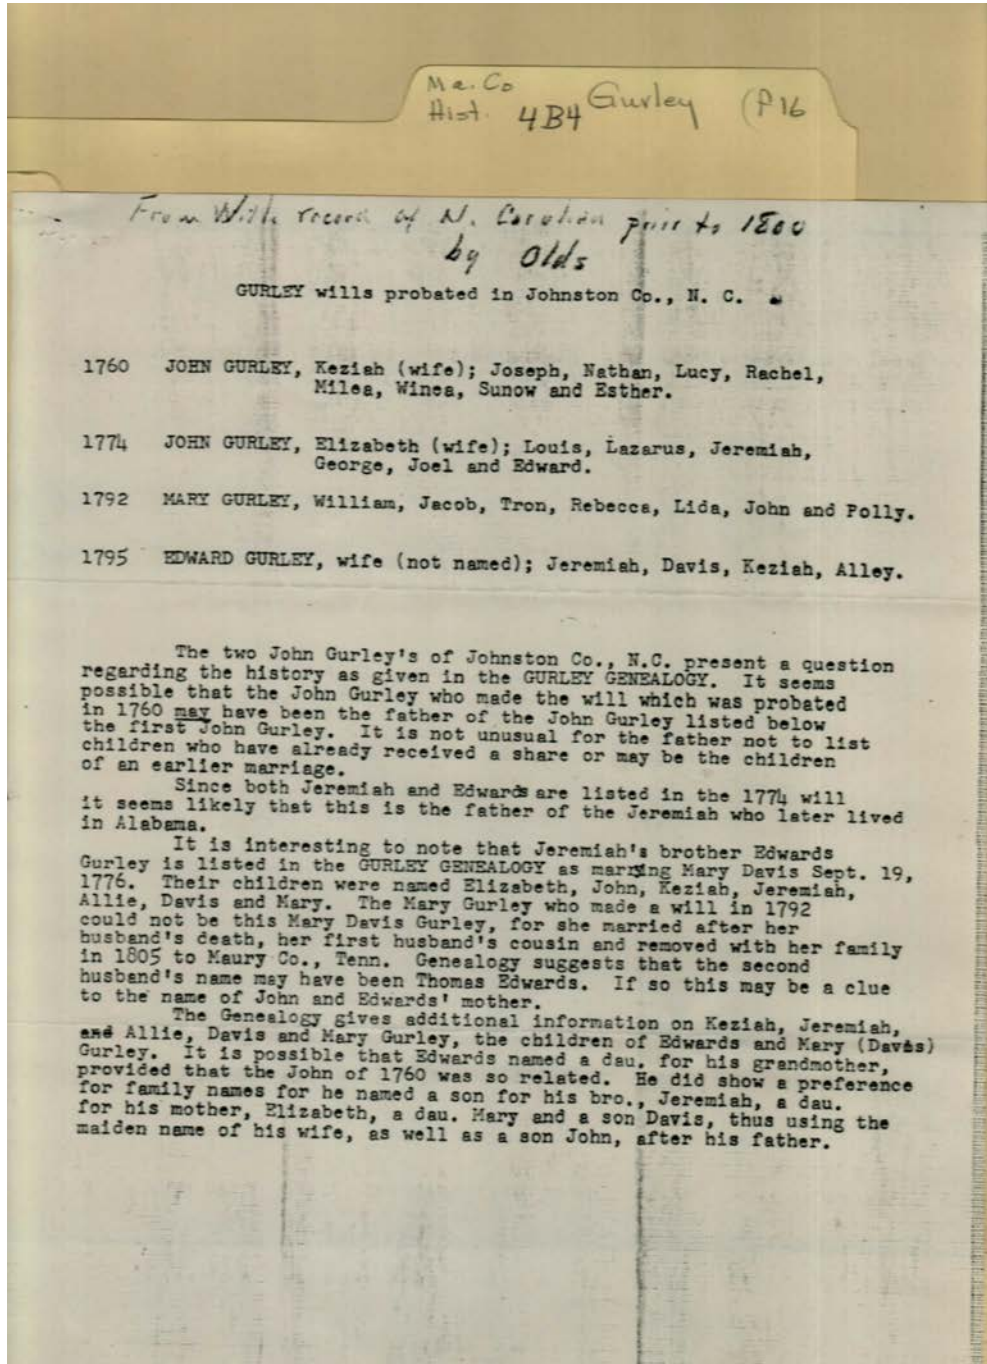 Ma. Co Gurley (P16
Hist. 4B4
From Wills record of N. Carolina prior to 1800
by Olds
GURLEY wills probated in Johnston Co., N. C.
1760 JOHN GURLEY, Keziah (wife); Joseph, Nathan, Lucy, Rachel,
Milea, Winea, Sunow and Esther.
1774 JOHN GURLEY, Elizabeth (wife); Louis, Lazarus, Jeremiah,
George, Joel and Edward.
1792 MARY GURLEY, William, Jacob, Tron, Rebecca, Lida, John and Polly.
1795 EDWARD GURLEY, wife (not named); Jeremiah, Davis, Keziah, Alley.
The two John Gurley's of Johnston Co., N.C. present a question
regarding the history as given in the GURLEY GENEALOGY. It seems
possible that the John Gurley who made the will which was probated
in 1760 may have been the father of the John Gurley listed below
the first John Gurley. It is not unusual for the father not to list
children who have already received a share or may be the children
of an earlier marriage.
Since both Jeremiah and Edwards are listed in the 1774 will
it seems likely that this is the father of the Jeremiah who later lived
in Alabama.
It is interesting to note that Jeremiah's brother Edwards
Gurley is listed in the GURLEY GENEALOGY as marring Mary Davis Sept. 19,
1776. Their children were named Elizabeth, John, Keziah, Jeremiah,
Allie, Davis and Mary. The Mary Gurley who made a will in 1792
could not be this Mary Davis Gurley, for she married after her
husband's death, her first husband's cousin and removed with her family
in 1805 to Maury Co., Tenn. Genealogy suggests that the second
husband's name may have been Thomas Edwards. If so this may be a clue
to the name of John and Edwards' mother.
The Genealogy gives additional information on Keziah, Jeremiah,
and Allie, Davis and Mary Gurley, the children of Edwards and Mary (Davis)
Gurley. It is possible that Edwards named a dau. for his grandmother,
provided that the John of 1760 was so related. He did show a preference
for family names for he named a son for his bro., Jeremiah, a dau.
for his mother, Elizabeth, a dau. Mary and a son Davis, thus using the
maiden name of his wife, as well as a son John, after his father.